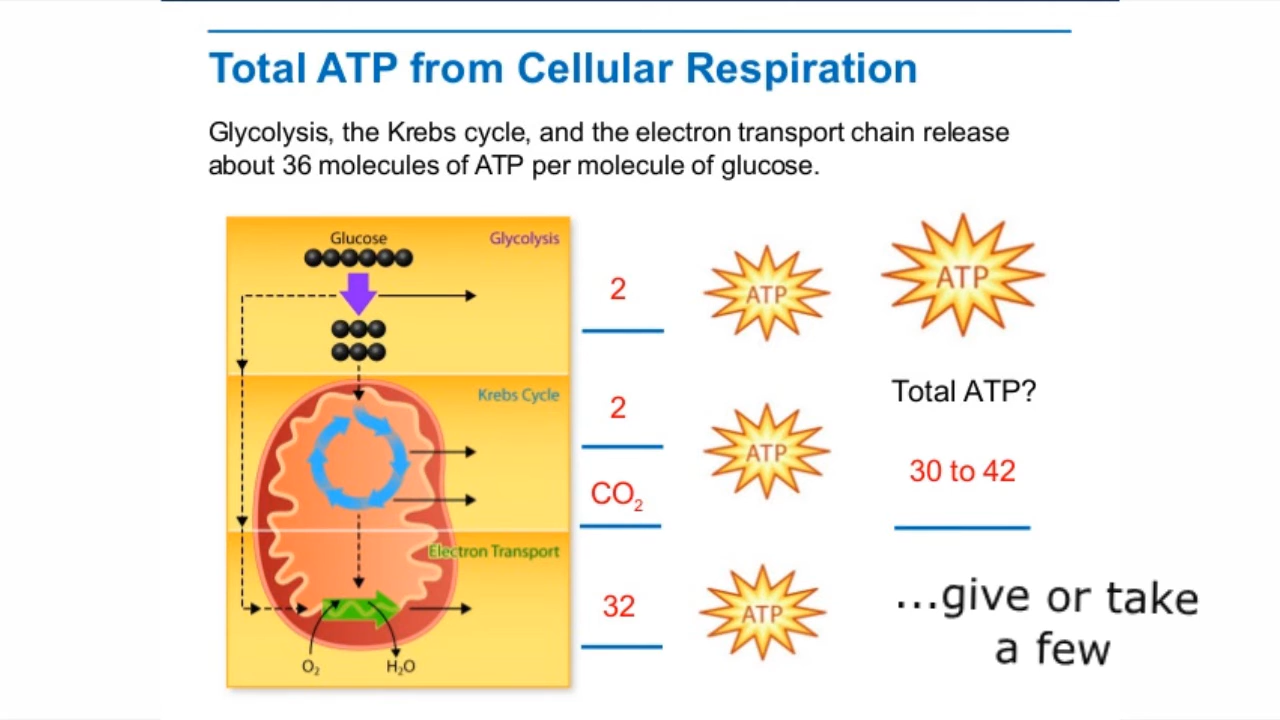 Total ATP from Cellular Respiration
Glycolysis, the Krebs cycle, and the electron transport chain release
about 36 molecules of ATP per molecule of glucose.
Glucose
Glycolysis
2
ATP
ATP
Krebs Cycle
2
CO₂
ATP
Total ATP?
30 to 42
Electron Transport
32
ATP
...give or take
a few
O₂
H₂O